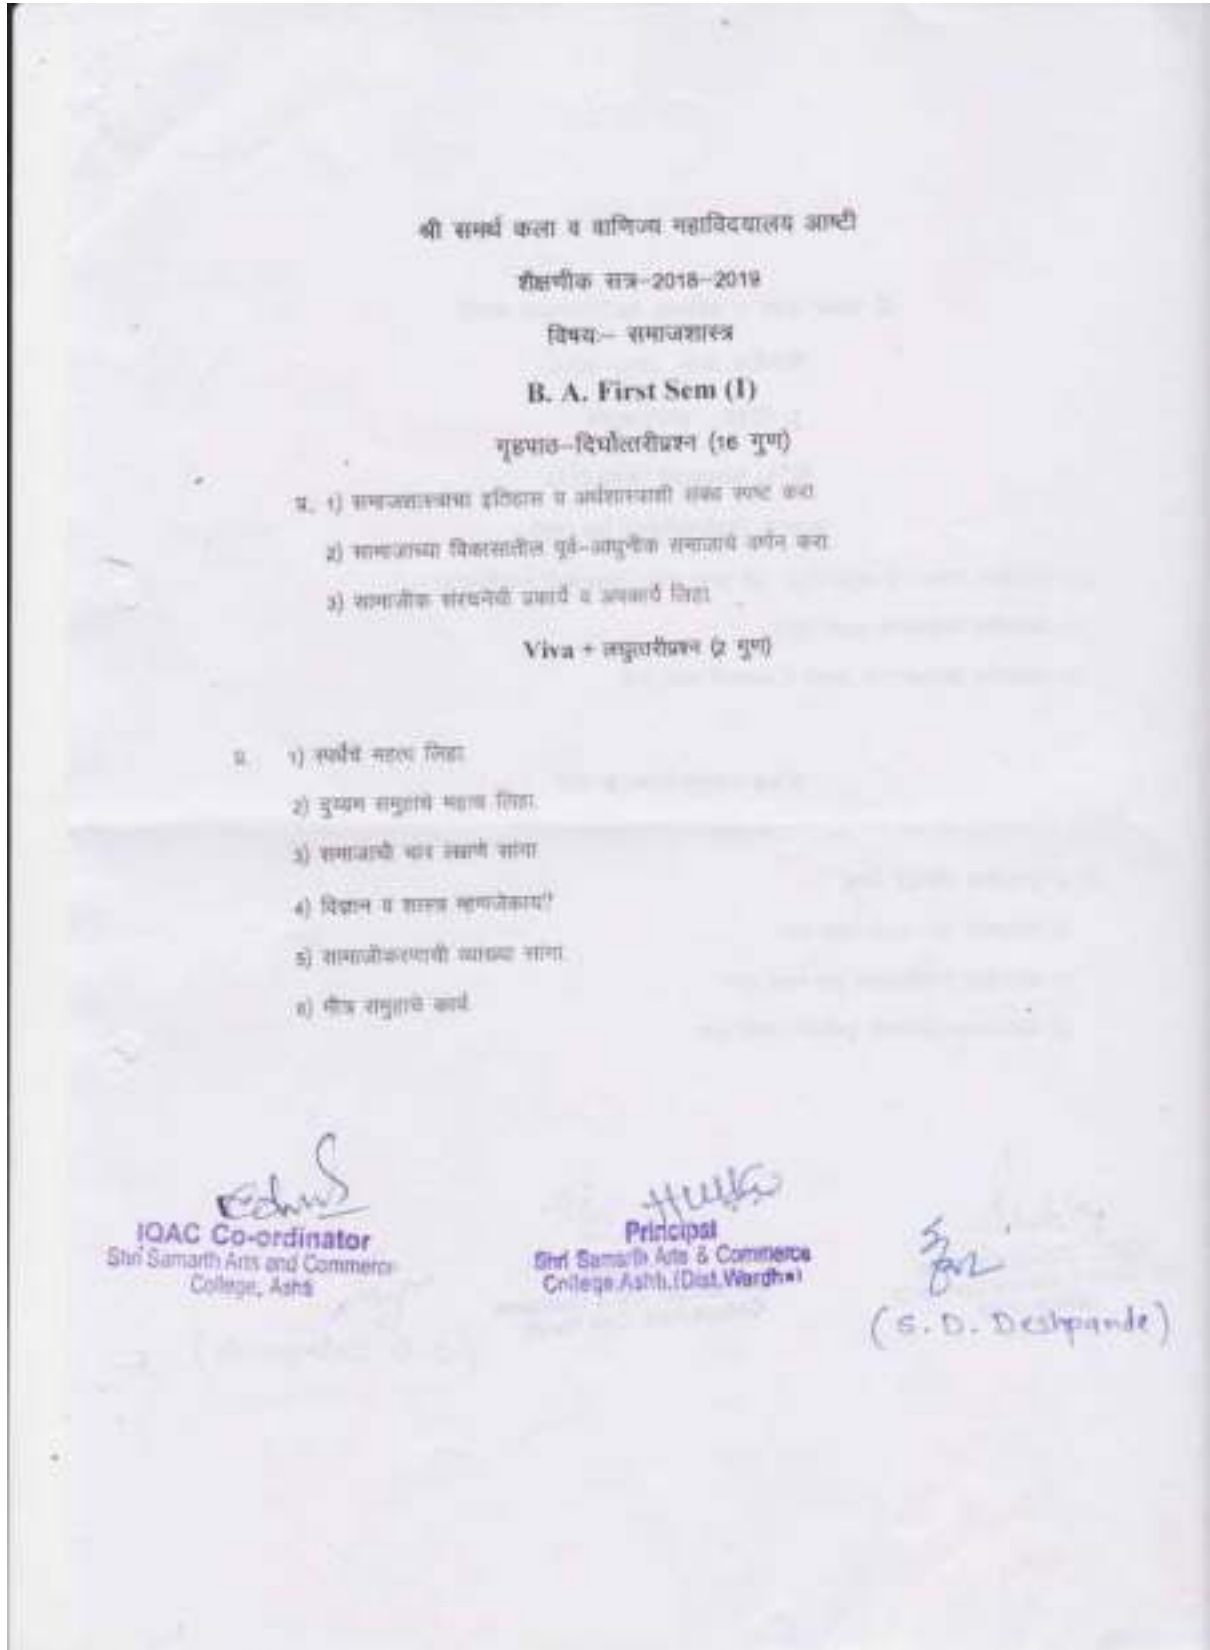 श्री समर्थ कला व वाणिज्य महाविदयालय आष्टी
शैक्षणीक सत्र–2018–2019
विषय:– समाजशास्त्र
B. A. First Sem (I)
गृहपाठ–दिर्घोत्तरीप्रश्न (16 गुण)
प्र. 1) समाजशास्त्राचा इतिहास व अर्थशास्त्राशी संबध स्पष्ट करा
2) सामाजाच्या विकासातील पूर्व–आधुनीक समाजाचे वर्णन करा
3) सामाजीक संरचनेची प्रकार्ये व अपकार्ये लिहा
Viva + लघुत्तरीप्रश्न (2 गुण)
प्र. 1) स्पर्धेचे महत्व लिहा
2) दुय्यम समुहाचे महत्व लिहा.
3) समाजाची चार लक्षणे सांगा
4) विज्ञान व शास्त्र म्हणजेकाय?
5) सामाजीकरणाची व्याख्या सांगा.
6) मीत्र समुहाचे कार्य
IQAC Co-ordinator
Shri Samarth Arts and Commerce
College, Ashti
Principal
Shri Samarth Arts & Commerce
College Ashti.(Dist.Wardha)
(S. D. Deshpande)